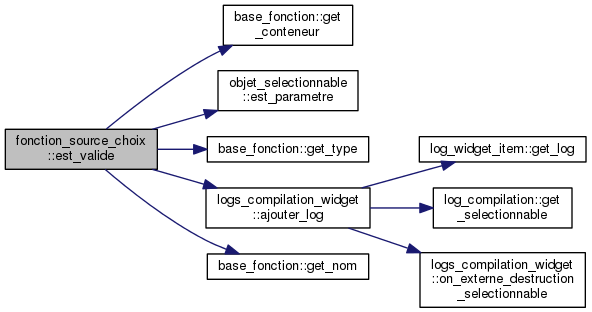 fonction_source_choix
::est_valide
base_fonction::get
_conteneur
objet_selectionnable
::est_parametre
base_fonction::get_type
logs_compilation_widget
::ajouter_log
base_fonction::get_nom
log_widget_item::get_log
log_compilation::get
_selectionnable
logs_compilation_widget
::on_externe_destruction
_selectionnable